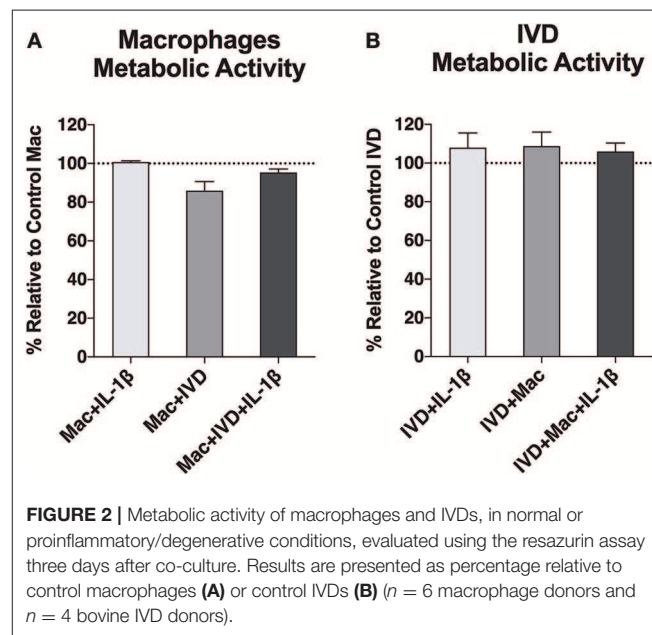 A
Macrophages
Metabolic Activity
% Relative to Control Mac
120
100
80
60
40
20
0
Mac+IL-1β
Mac+IVD
Mac+IVD+IL-1β
B
IVD
Metabolic Activity
% Relative to Control IVD
120
100
80
60
40
20
0
IVD+IL-1β
IVD+Mac
IVD+Mac+IL-1β
FIGURE 2 | Metabolic activity of macrophages and IVDs, in normal or
proinflammatory/degenerative conditions, evaluated using the resazurin assay
three days after co-culture. Results are presented as percentage relative to
control macrophages (A) or control IVDs (B) (n = 6 macrophage donors and
n = 4 bovine IVD donors).